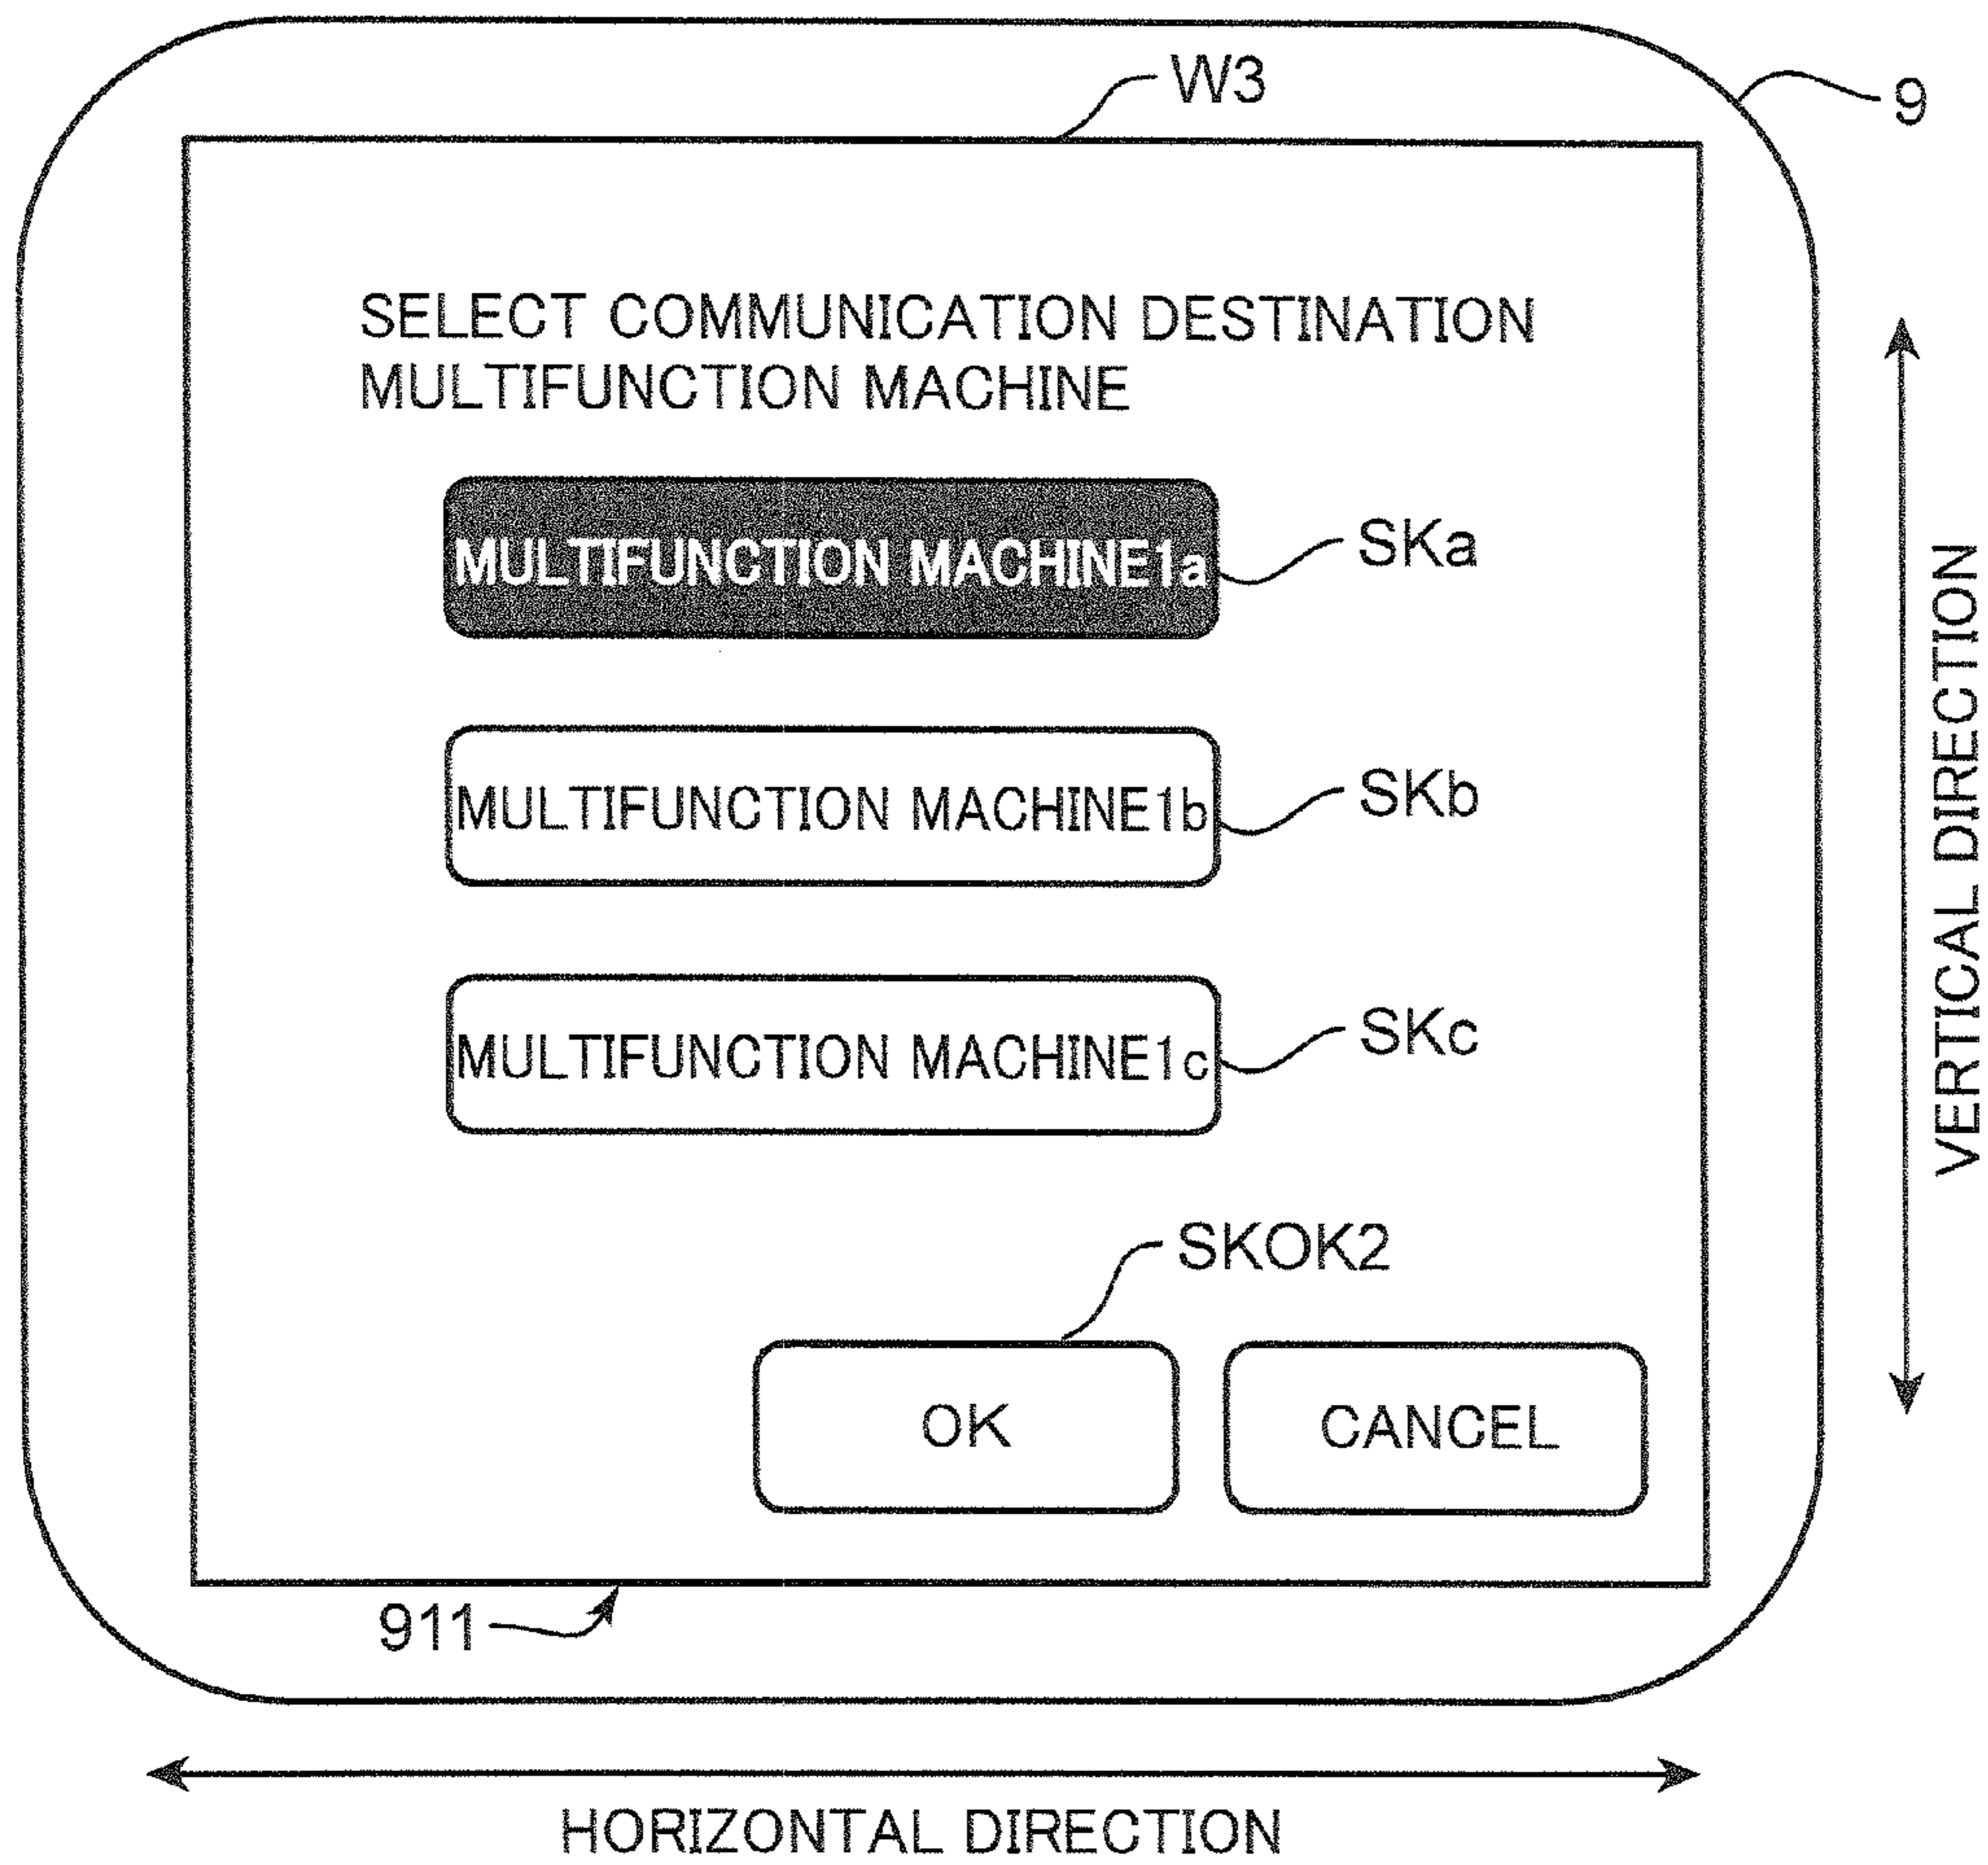 W3
9
SELECT COMMUNICATION DESTINATION
MULTIFUNCTION MACHINE
MULTIFUNCTION MACHINE1a
SKa
MULTIFUNCTION MACHINE1b
SKb
MULTIFUNCTION MACHINE1c
SKc
SKOK2
OK
CANCEL
911
VERTICAL DIRECTION
HORIZONTAL DIRECTION